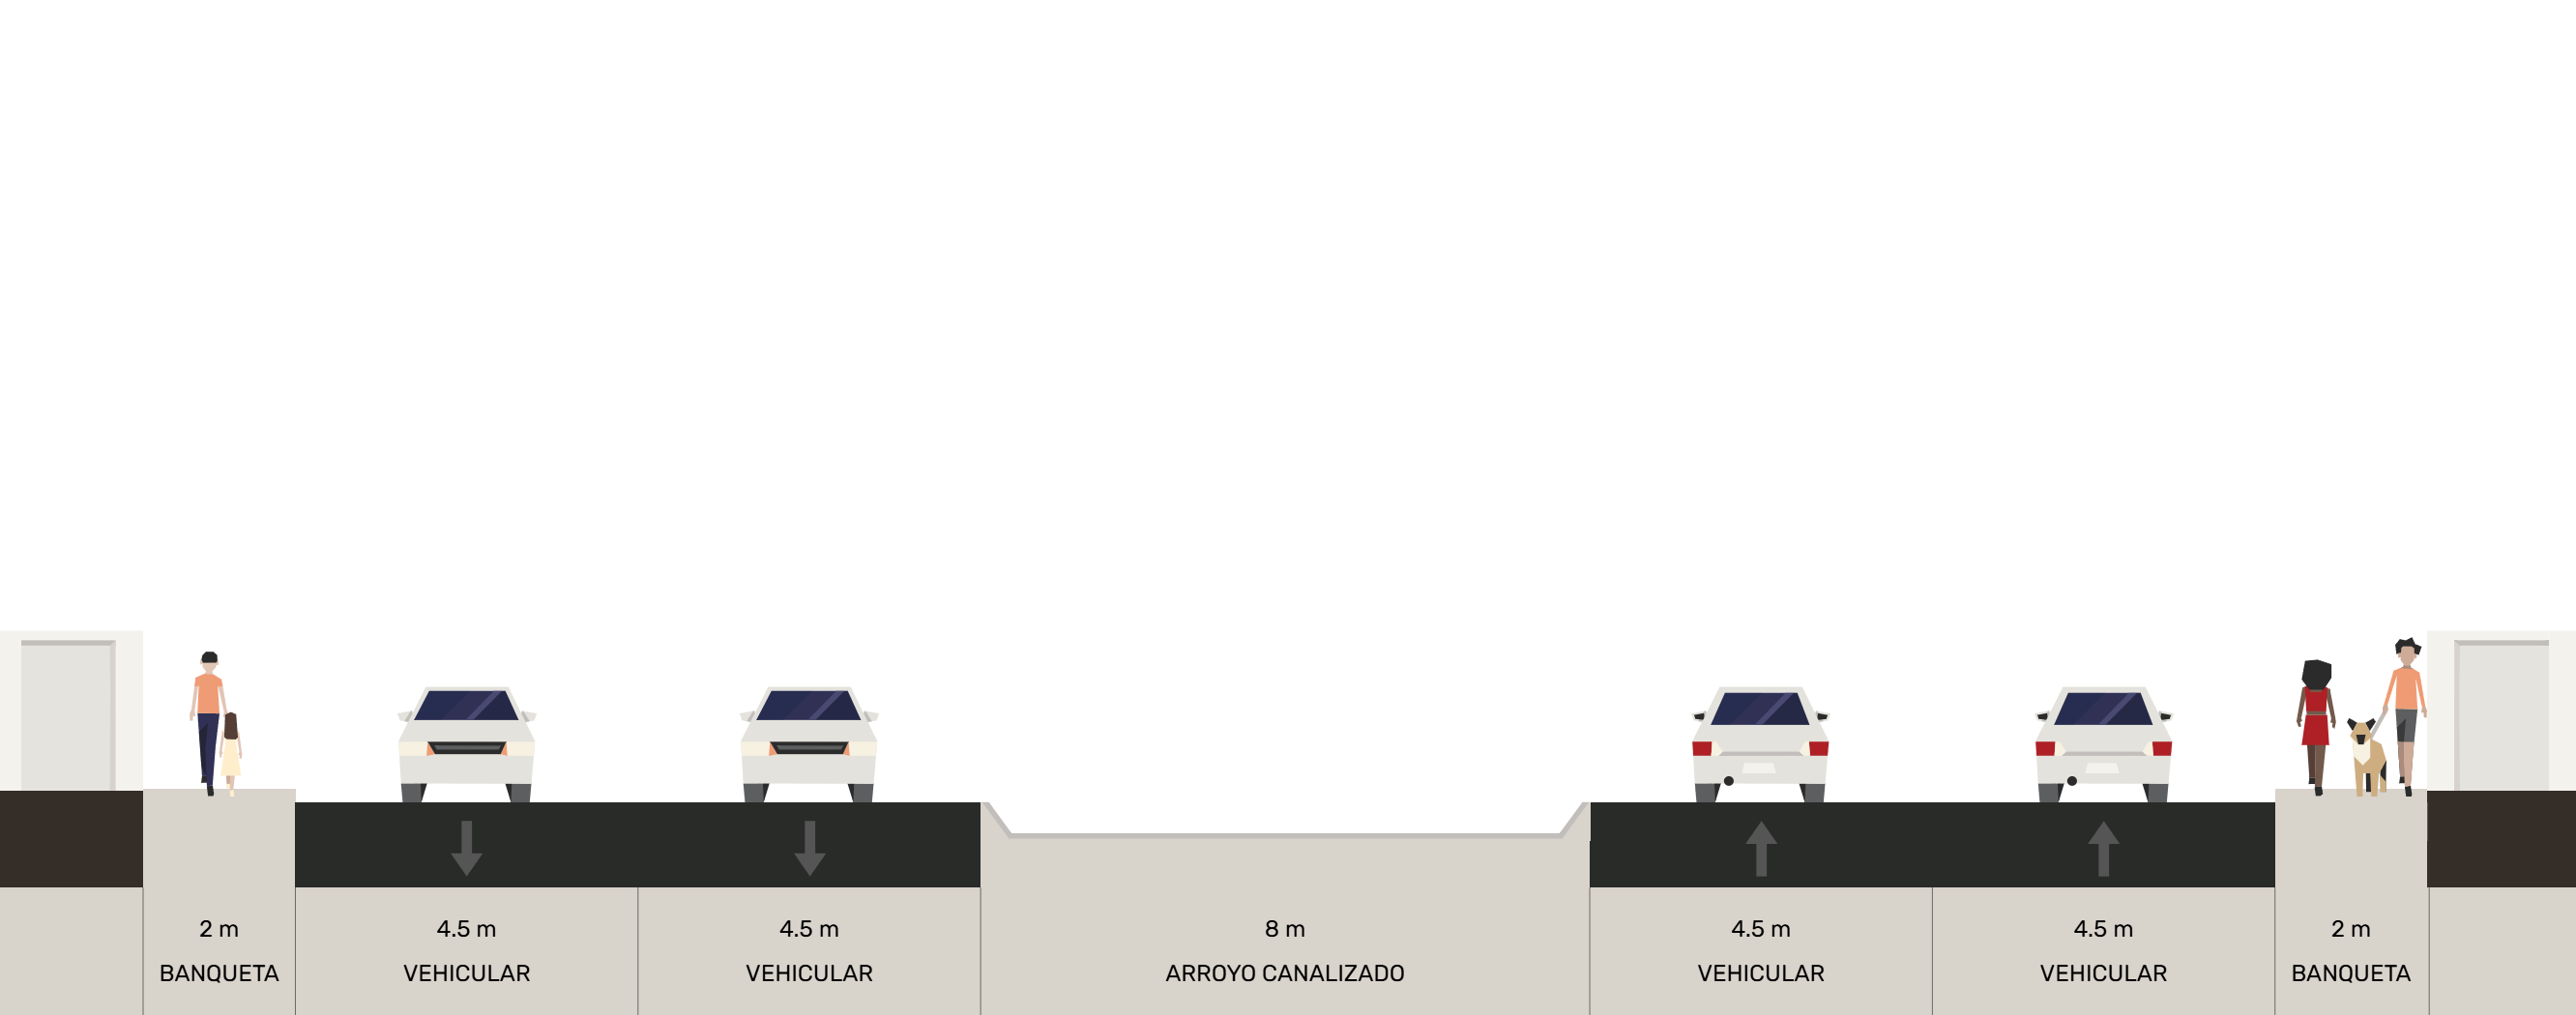 2 m
BANQUETA
4.5 m
VEHICULAR
4.5 m
VEHICULAR
8 m
ARROYO CANALIZADO
4.5 m
VEHICULAR
4.5 m
VEHICULAR
2 m
BANQUETA